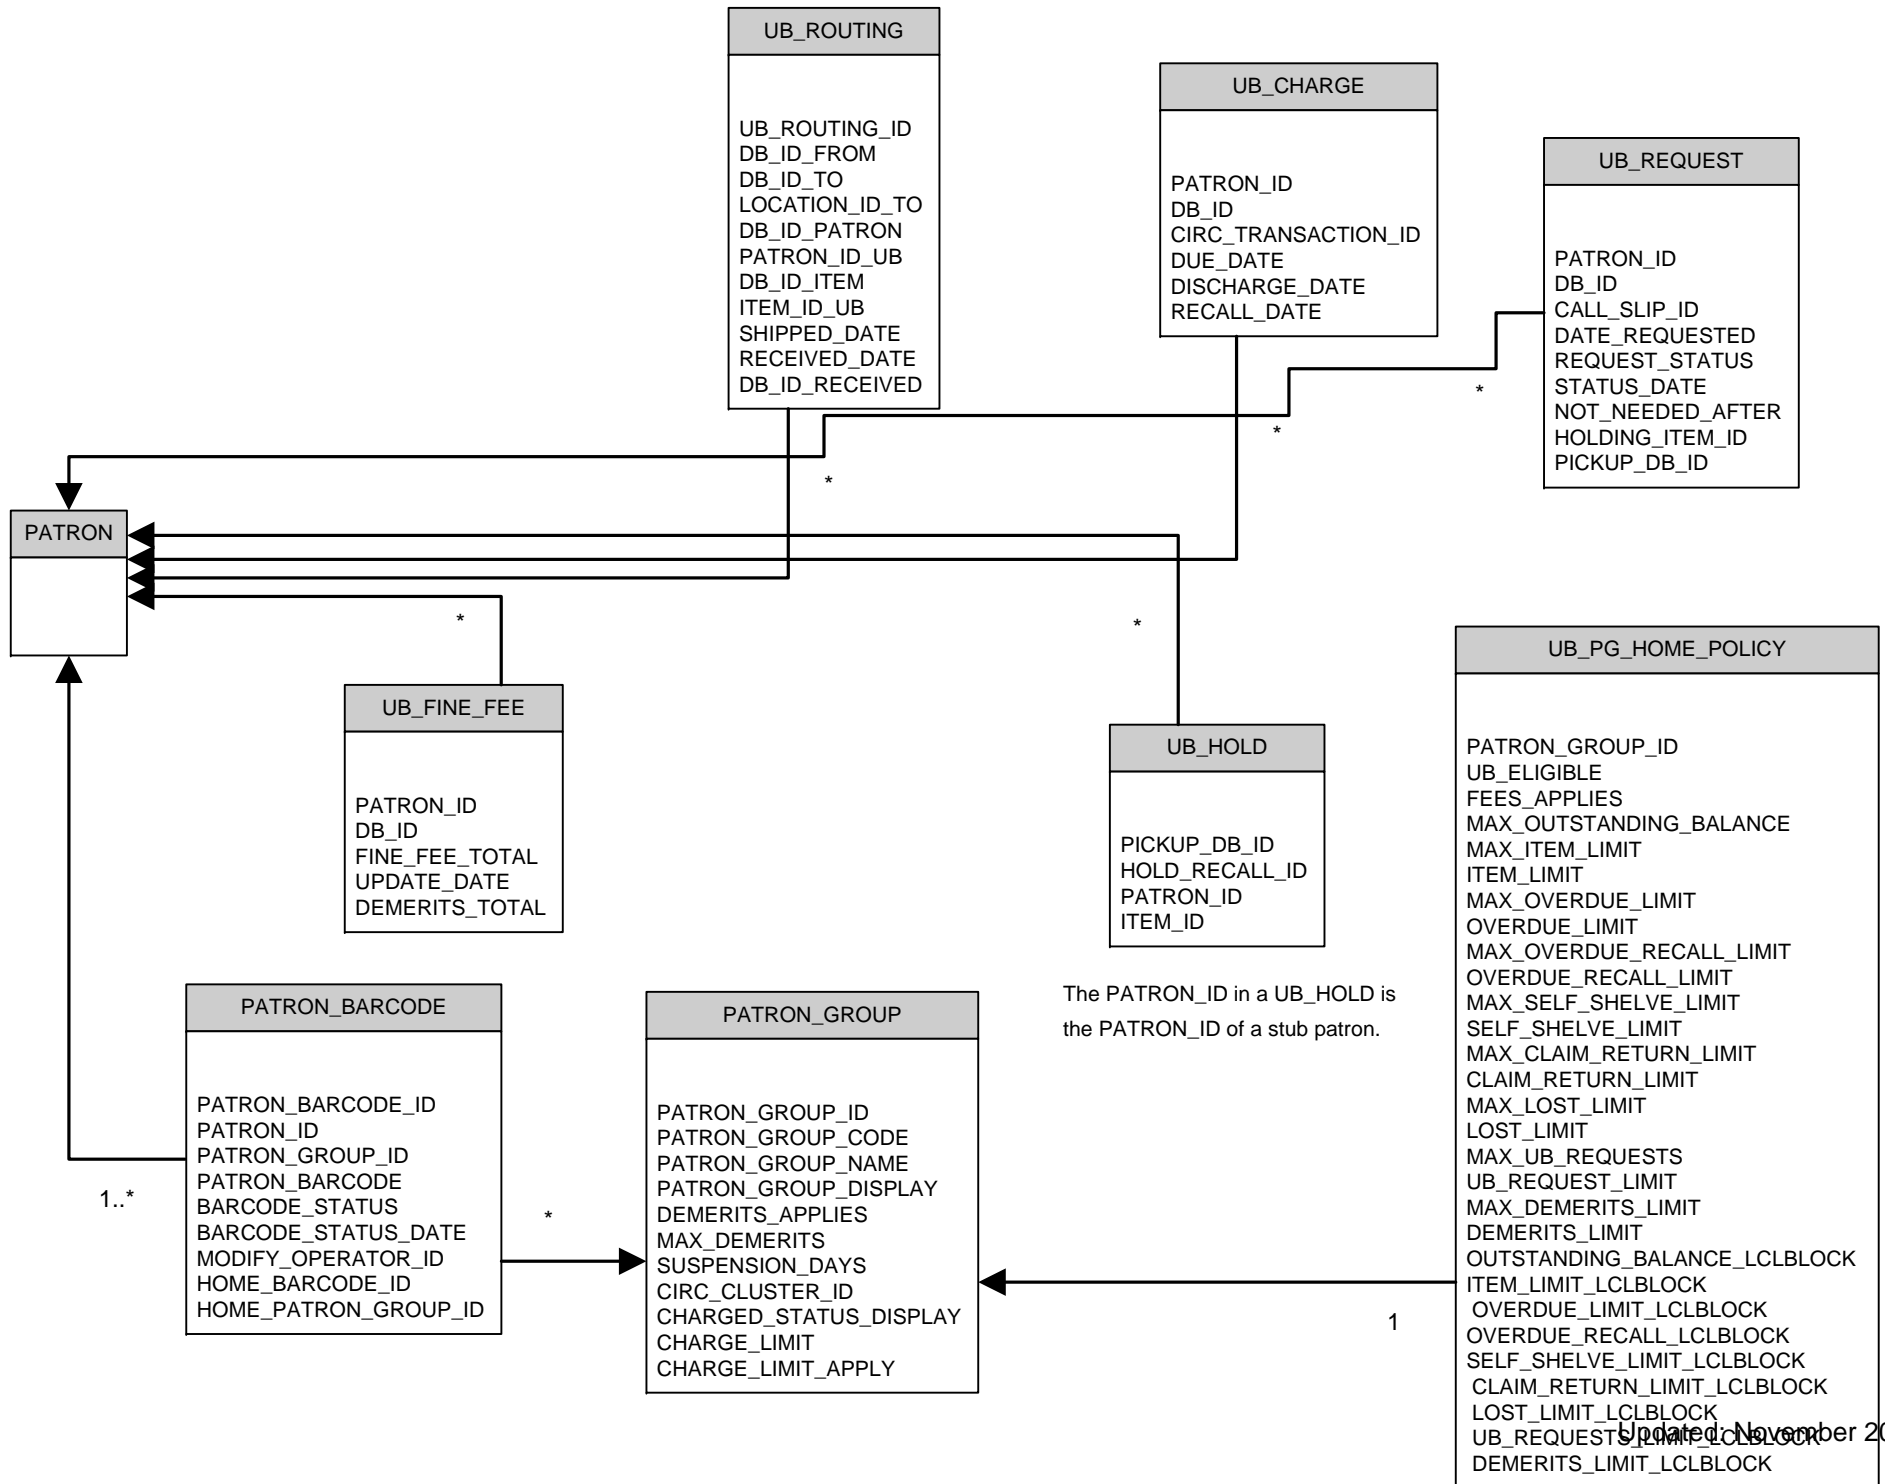 UB_ROUTING
UB_ROUTING_ID
DB_ID_FROM
DB_ID_TO
LOCATION_ID_TO
DB_ID_PATRON
PATRON_ID_UB
DB_ID_ITEM
ITEM_ID_UB
SHIPPED_DATE
RECEIVED_DATE
DB_ID_RECEIVED
*
UB_CHARGE
PATRON_ID
DB_ID
CIRC_TRANSACTION_ID
DUE_DATE
DISCHARGE_DATE
RECALL_DATE
*
UB_REQUEST
PATRON_ID
DB_ID
CALL_SLIP_ID
DATE_REQUESTED
REQUEST_STATUS
STATUS_DATE
NOT_NEEDED_AFTER
HOLDING_ITEM_ID
PICKUP_DB_ID
*
PATRON
*
UB_FINE_FEE
PATRON_ID
DB_ID
FINE_FEE_TOTAL
UPDATE_DATE
DEMERITS_TOTAL
*
UB_HOLD
PICKUP_DB_ID
HOLD_RECALL_ID
PATRON_ID
ITEM_ID
The PATRON_ID in a UB_HOLD is
the PATRON_ID of a stub patron.
PATRON_BARCODE
PATRON_BARCODE_ID
PATRON_ID
PATRON_GROUP_ID
PATRON_BARCODE
BARCODE_STATUS
BARCODE_STATUS_DATE
MODIFY_OPERATOR_ID
HOME_BARCODE_ID
HOME_PATRON_GROUP_ID
1..*
*
PATRON_GROUP
PATRON_GROUP_ID
PATRON_GROUP_CODE
PATRON_GROUP_NAME
PATRON_GROUP_DISPLAY
DEMERITS_APPLIES
MAX_DEMERITS
SUSPENSION_DAYS
CIRC_CLUSTER_ID
CHARGED_STATUS_DISPLAY
CHARGE_LIMIT
CHARGE_LIMIT_APPLY
1
UB_PG_HOME_POLICY
PATRON_GROUP_ID
UB_ELIGIBLE
FEES_APPLIES
MAX_OUTSTANDING_BALANCE
MAX_ITEM_LIMIT
ITEM_LIMIT
MAX_OVERDUE_LIMIT
OVERDUE_LIMIT
MAX_OVERDUE_RECALL_LIMIT
OVERDUE_RECALL_LIMIT
MAX_SELF_SHELVE_LIMIT
SELF_SHELVE_LIMIT
MAX_CLAIM_RETURN_LIMIT
CLAIM_RETURN_LIMIT
MAX_LOST_LIMIT
LOST_LIMIT
MAX_UB_REQUESTS
UB_REQUEST_LIMIT
MAX_DEMERITS_LIMIT
DEMERITS_LIMIT
OUTSTANDING_BALANCE_LCLBLOCK
ITEM_LIMIT_LCLBLOCK
OVERDUE_LIMIT_LCLBLOCK
OVERDUE_RECALL_LCLBLOCK
SELF_SHELVE_LIMIT_LCLBLOCK
CLAIM_RETURN_LIMIT_LCLBLOCK
LOST_LIMIT_LCLBLOCK
UB_REQUESTS_LIMIT_LCLBLOCK
DEMERITS_LIMIT_LCLBLOCK
Updated: November 20